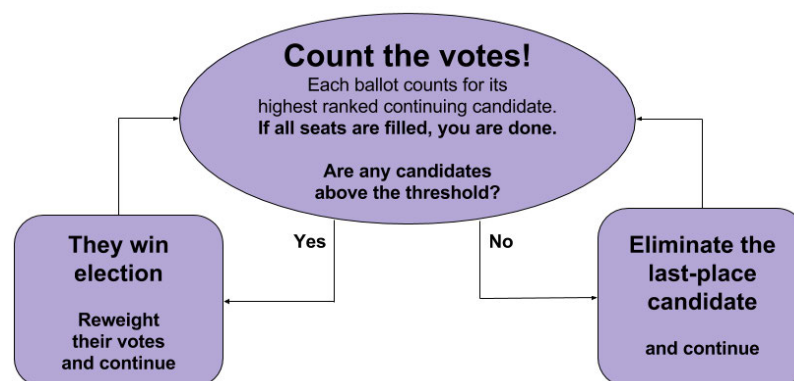 Count the votes!
Each ballot counts for its
highest ranked continuing candidate.
If all seats are filled, you are done.
Are any candidates
above the threshold?
Yes
No
They win
election
Reweight
their votes
and continue
Eliminate the
last-place
candidate
and continue